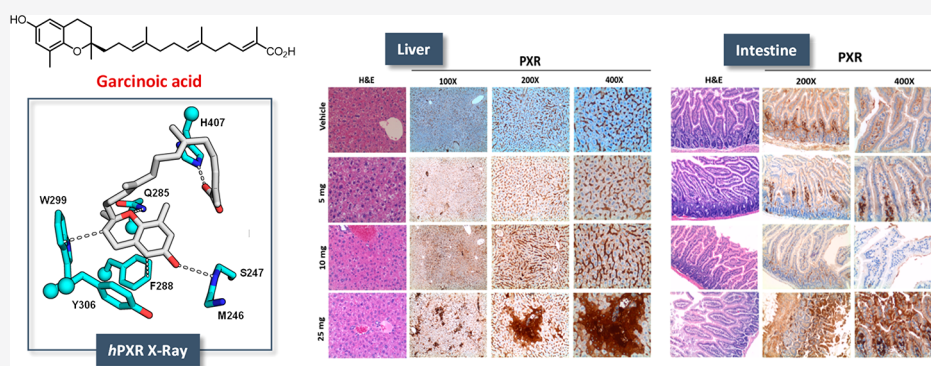 HO
O
CO₂H
Garcinoic acid
H407
Q285
W299
F288
S247
Y306
M246
hPXR X-Ray
Liver
PXR
H&E
100X
200X
400X
Vehicle
5 mg
10 mg
25 mg
Intestine
PXR
H&E
200X
400X